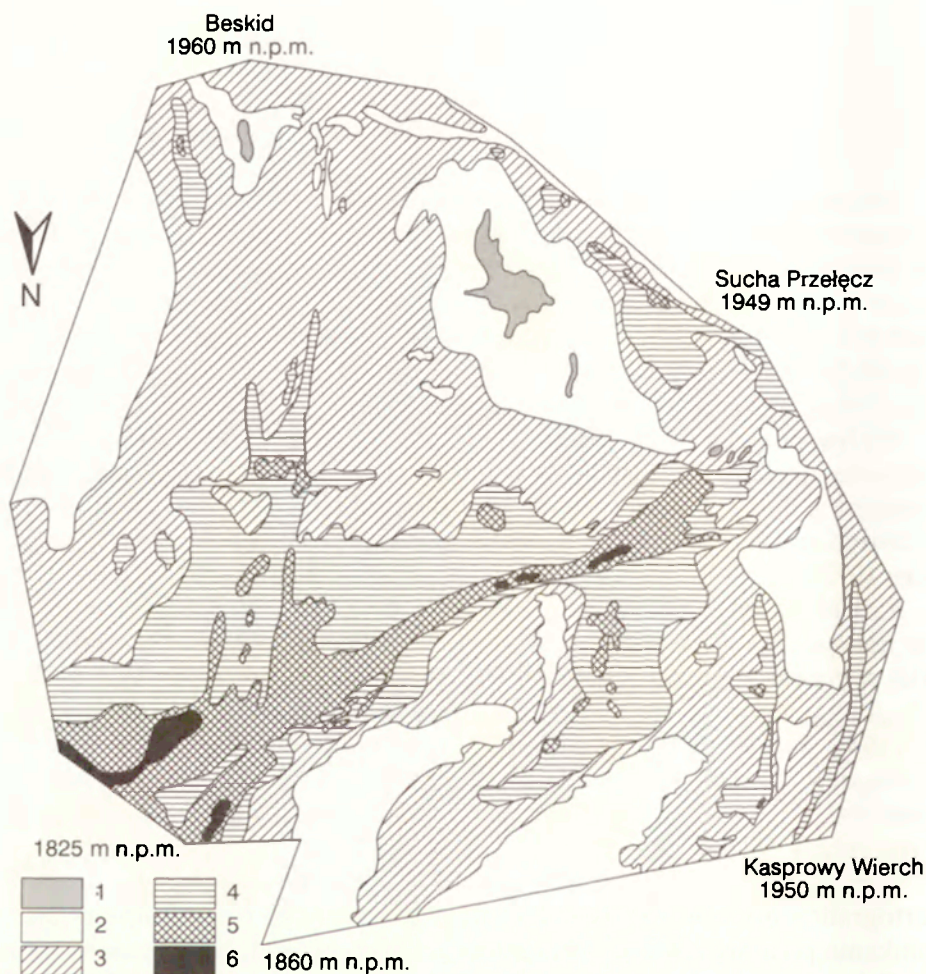 Beskid
1960 m n.p.m.
N
Sucha Przełęcz
1949 m n.p.m.
1825 m n.p.m.
Kasprowy Wierch
1950 m n.p.m.
1 4
2 5
3 6
1860 m n.p.m.